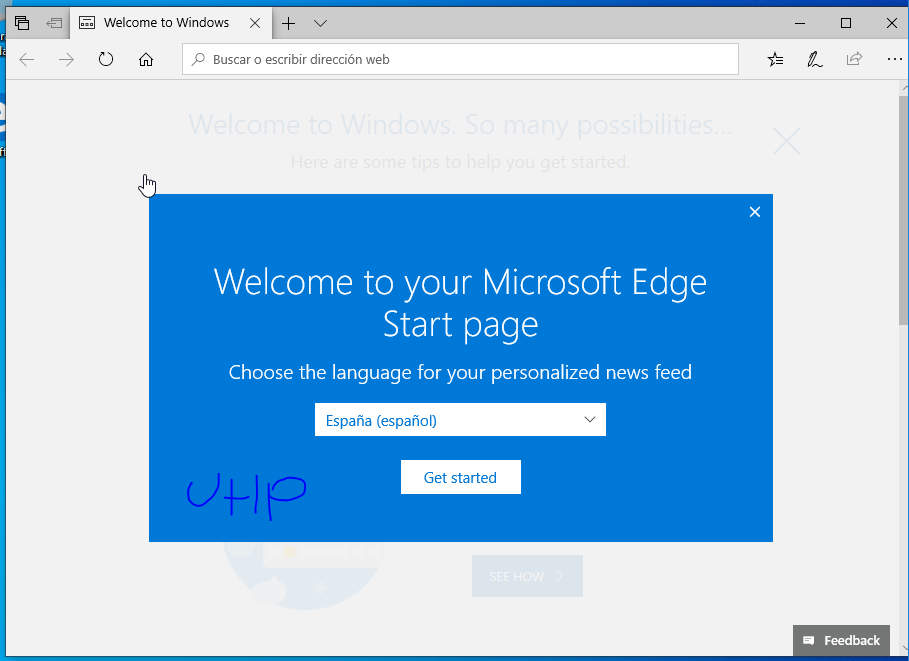 Welcome to Windows
Buscar o escribir dirección web
Welcome to Windows. So many possibilities...
Here are some tips to help you get started.
Welcome to your Microsoft Edge
Start page
Choose the language for your personalized news feed
España (español)
Get started
UHP
SEE HOW
Feedback